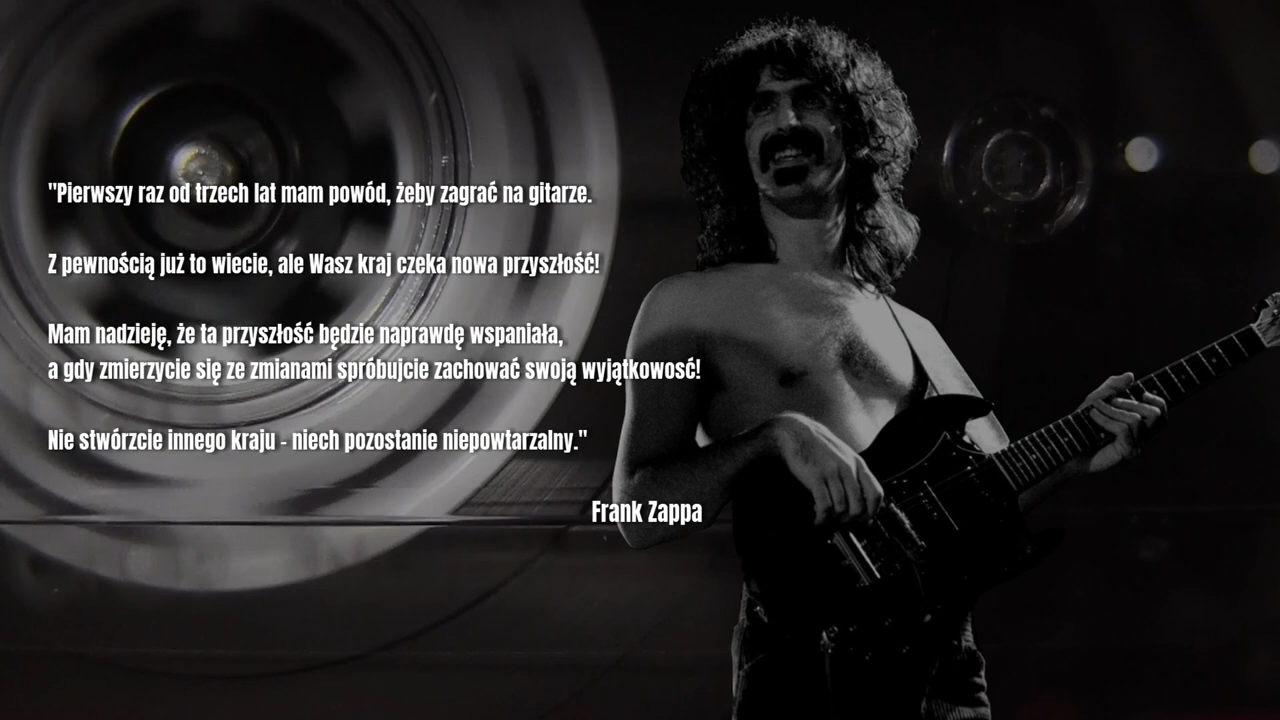 "Pierwszy raz od trzech lat mam powód, żeby zagrać na gitarze.
Z pewnością już to wiecie, ale Wasz kraj czeka nowa przyszłość!
Mam nadzieję, że ta przyszłość będzie naprawdę wspaniała,
a gdy zmierzycie się ze zmianami spróbujcie zachować swoją wyjątkowosć!
Nie stwórzcie innego kraju - niech pozostanie niepowtarzalny."
Frank Zappa